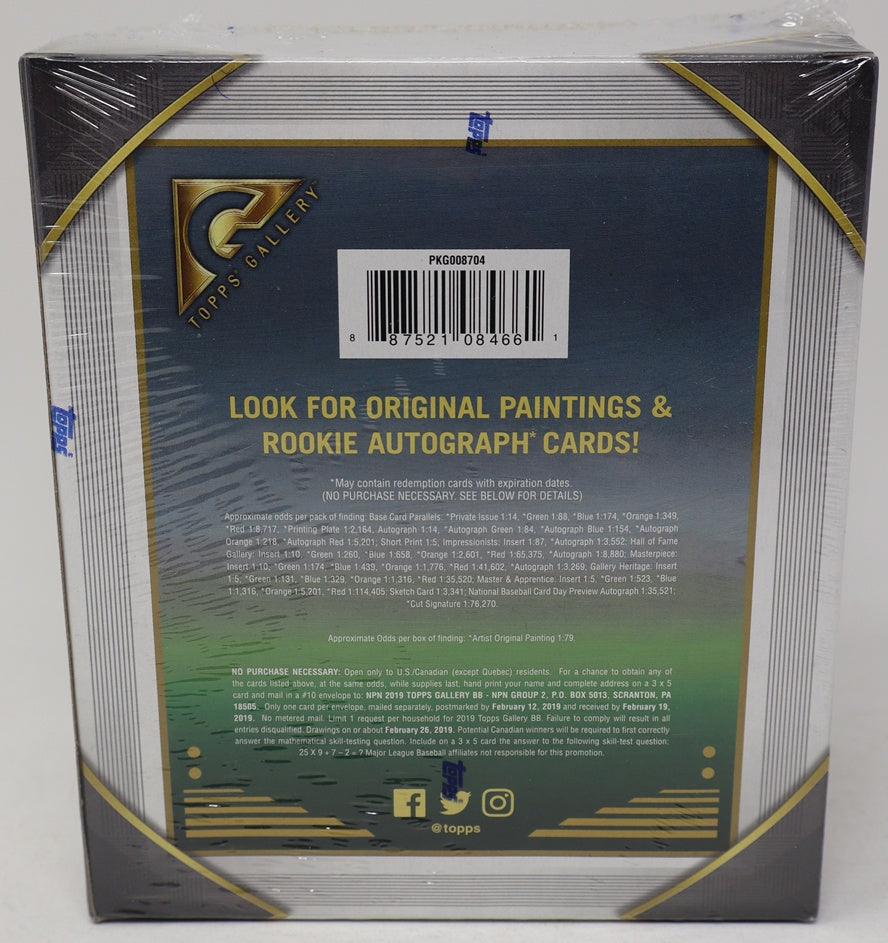 topps
TOPPS® GALLERY™
PKG008704
8 87521 08466 1
LOOK FOR ORIGINAL PAINTINGS &
ROOKIE AUTOGRAPH* CARDS!
topps
*May contain redemption cards with expiration dates.
(NO PURCHASE NECESSARY. SEE BELOW FOR DETAILS)
Approximate odds per pack of finding: Base Card Parallels: *Private Issue 1:14, *Green 1:88, *Blue 1:174, *Orange 1:349,
*Red 1:8,717, *Printing Plate 1:2,164, Autograph 1:14, *Autograph Green 1:84, *Autograph Blue 1:154, *Autograph
Orange 1:218, *Autograph Red 1:5,201; Short Print 1:5, Impressionists: Insert 1:87, *Autograph 1:3,552; Hall of Fame
Gallery: Insert 1:10, *Green 1:260, *Blue 1:658, *Orange 1:2,601, *Red 1:65,375, *Autograph 1:8,880; Masterpiece:
Insert 1:10, *Green 1:174, *Blue 1:439, *Orange 1:1,776, *Red 1:41,602, *Autograph 1:3,269; Gallery Heritage: Insert
1:5, *Green 1:131, *Blue 1:329, *Orange 1:1,316, *Red 1:35,520; Master & Apprentice: Insert 1:5, *Green 1:523, *Blue
1:1,316, *Orange 1:5,201, *Red 1:114,405; Sketch Card 1:3,341; National Baseball Card Day Preview Autograph 1:35,521;
*Cut Signature 1:76,270.
Approximate Odds per box of finding: *Artist Original Painting 1:79.
NO PURCHASE NECESSARY: Open only to U.S./Canadian (except Quebec) residents. For a chance to obtain any of
the cards listed above, at the same odds, while supplies last, hand print your name and complete address on a 3 x 5
card and mail in a #10 envelope to: NPN 2019 TOPPS GALLERY BB - NPN GROUP 2, P.O. BOX 5013, SCRANTON, PA
18505. Only one card per envelope, mailed separately, postmarked by February 12, 2019 and received by February 19,
2019. No metered mail. Limit 1 request per household for 2019 Topps Gallery BB. Failure to comply will result in all
entries disqualified. Drawings on or about February 26, 2019. Potential Canadian winners will be required to first correctly
answer the mathematical skill-testing question. Include on a 3 x 5 card the answer to the following skill-test question:
25 X 9 + 7 – 2 = ? Major League Baseball affiliates not responsible for this promotion.
topps
@topps